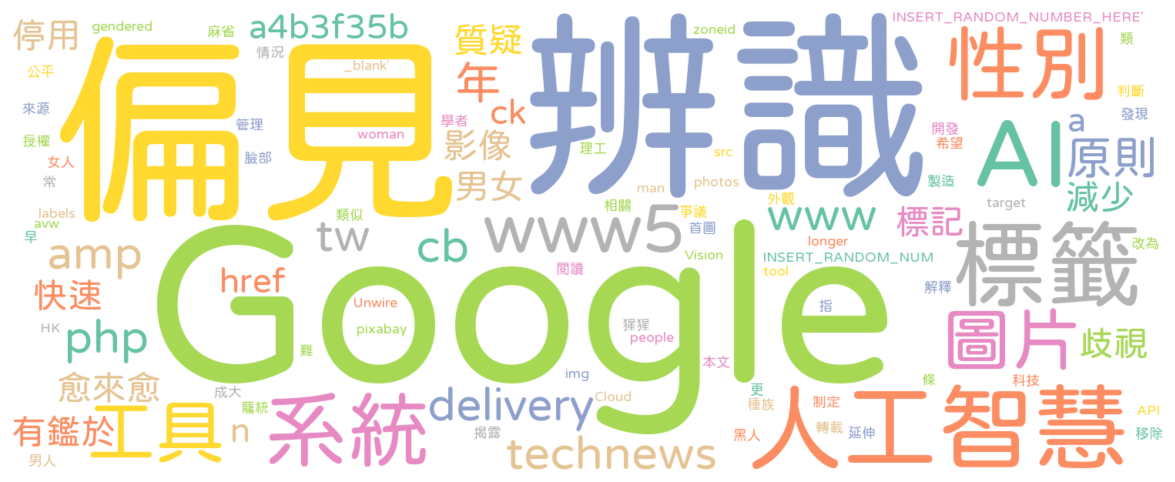 停用
gendered
麻省
a4b3f35b
情況
_blank'
質疑
年
ck
zoneid
INSERT_RANDOM_NUMBER_HERE'
類
公平
偏見
辨識
性別
判斷
來源
管理
woman
學者
影像
理工
src
開發
希望
AI
a
發現
授權
女人
臉部
男女
man
photos
原則
常
製造
減少
labels
avw
早
類似
tw
www5
相關
爭議
首圖
外觀
www
標記
target
標籤
改為
amp
cb
閱讀
Vision
longer
INSERT_RANDOM_NUM
tool
快速
href
Google
Unwire
指
解釋
HK
php
難
pixabay
猩猩
people
本文
圖片
歧視
愈來愈
成大
籠統
img
Cloud
更
種族
條
科技
有鑑於
工具
n
系統
delivery
揭露
technews
黑人
制定
轉載
延伸
人工智慧
API
移除
男人